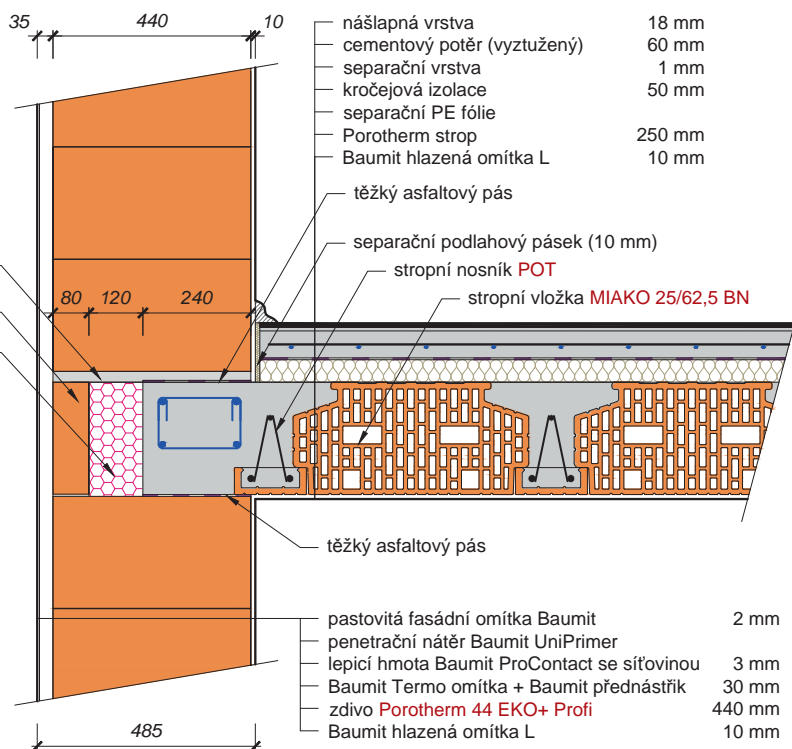 35 440 10
nášlapná vrstva 18 mm
cementový potěr (vyztužený) 60 mm
separační vrstva 1 mm
kročejová izolace 50 mm
separační PE fólie
Porotherm strop 250 mm
Baumit hlazená omítka L 10 mm
těžký asfaltový pás
separační podlahový pásek (10 mm)
stropní nosník POT
80 120 240
stropní vložka MIAKO 25/62,5 BN
těžký asfaltový pás
pastovitá fasádní omítka Baumit 2 mm
penetrační nátěr Baumit UniPrimer
lepicí hmota Baumit ProContact se síťovinou 3 mm
Baumit Termo omítka + Baumit přednástřik 30 mm
zdivo Porotherm 44 EKO+ Profi 440 mm
Baumit hlazená omítka L 10 mm
485